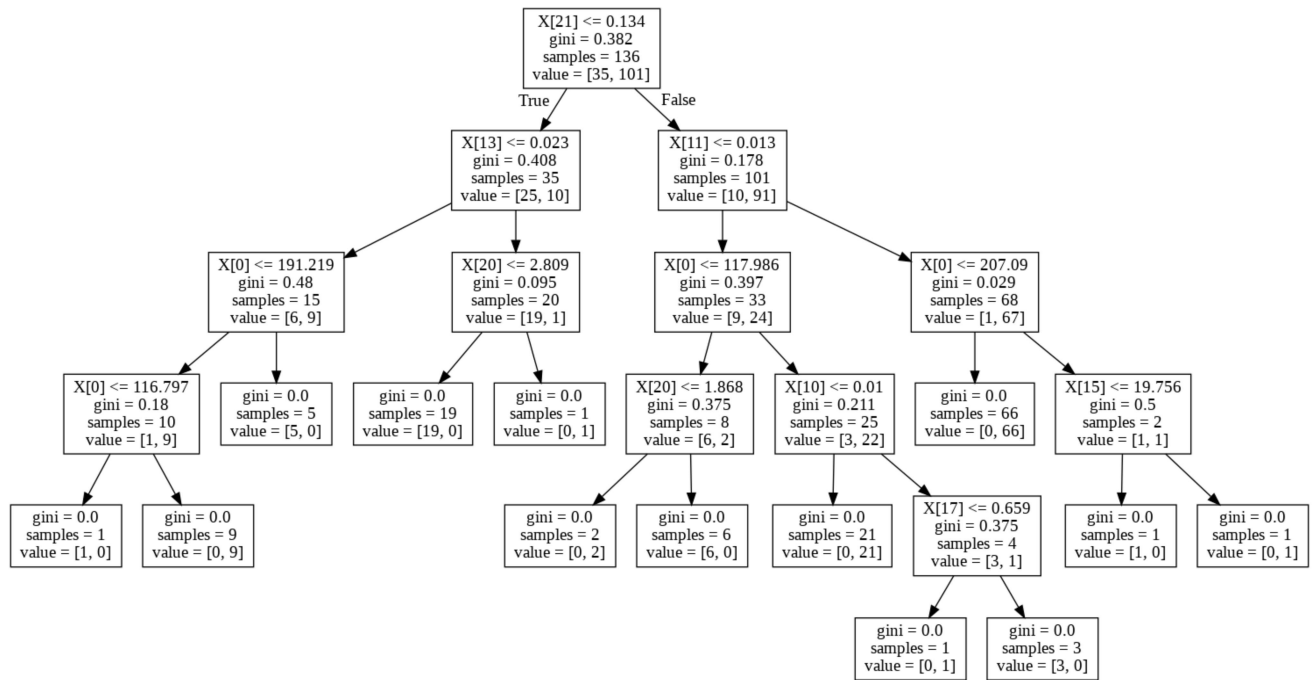 X[21] <= 0.134
gini = 0.382
samples = 136
value = [35, 101]
True
False
X[13] <= 0.023
gini = 0.408
samples = 35
value = [25, 10]
X[11] <= 0.013
gini = 0.178
samples = 101
value = [10, 91]
X[0] <= 191.219
gini = 0.48
samples = 15
value = [6, 9]
X[20] <= 2.809
gini = 0.095
samples = 20
value = [19, 1]
X[0] <= 117.986
gini = 0.397
samples = 33
value = [9, 24]
X[0] <= 207.09
gini = 0.029
samples = 68
value = [1, 67]
X[0] <= 116.797
gini = 0.18
samples = 10
value = [1, 9]
gini = 0.0
samples = 5
value = [5, 0]
gini = 0.0
samples = 19
value = [19, 0]
gini = 0.0
samples = 1
value = [0, 1]
X[20] <= 1.868
gini = 0.375
samples = 8
value = [6, 2]
X[10] <= 0.01
gini = 0.211
samples = 25
value = [3, 22]
gini = 0.0
samples = 66
value = [0, 66]
X[15] <= 19.756
gini = 0.5
samples = 2
value = [1, 1]
gini = 0.0
samples = 1
value = [1, 0]
gini = 0.0
samples = 9
value = [0, 9]
gini = 0.0
samples = 2
value = [0, 2]
gini = 0.0
samples = 6
value = [6, 0]
gini = 0.0
samples = 21
value = [0, 21]
X[17] <= 0.659
gini = 0.375
samples = 4
value = [3, 1]
gini = 0.0
samples = 1
value = [1, 0]
gini = 0.0
samples = 1
value = [0, 1]
gini = 0.0
samples = 1
value = [0, 1]
gini = 0.0
samples = 3
value = [3, 0]